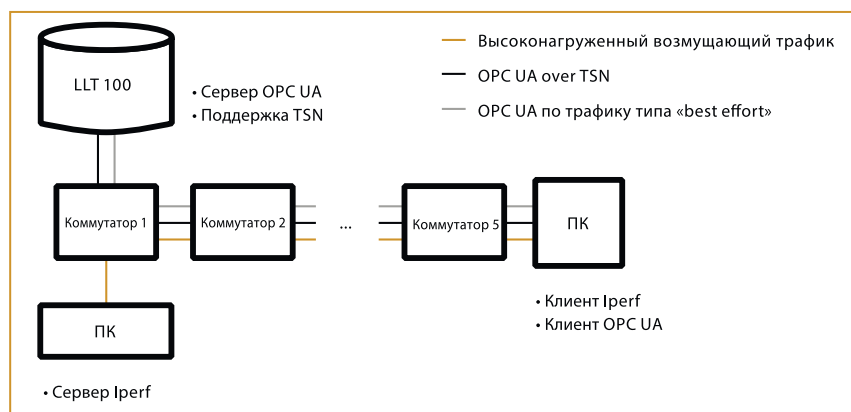 Высоконагруженный возмущающий трафик
LLT 100
OPC UA over TSN
• Сервер OPC UA
• Поддержка TSN
OPC UA по трафику типа «best effort»
Коммутатор 1
Коммутатор 2
...
Коммутатор 5
ПК
ПК
• Клиент Iperf
• Клиент OPC UA
• Сервер Iperf